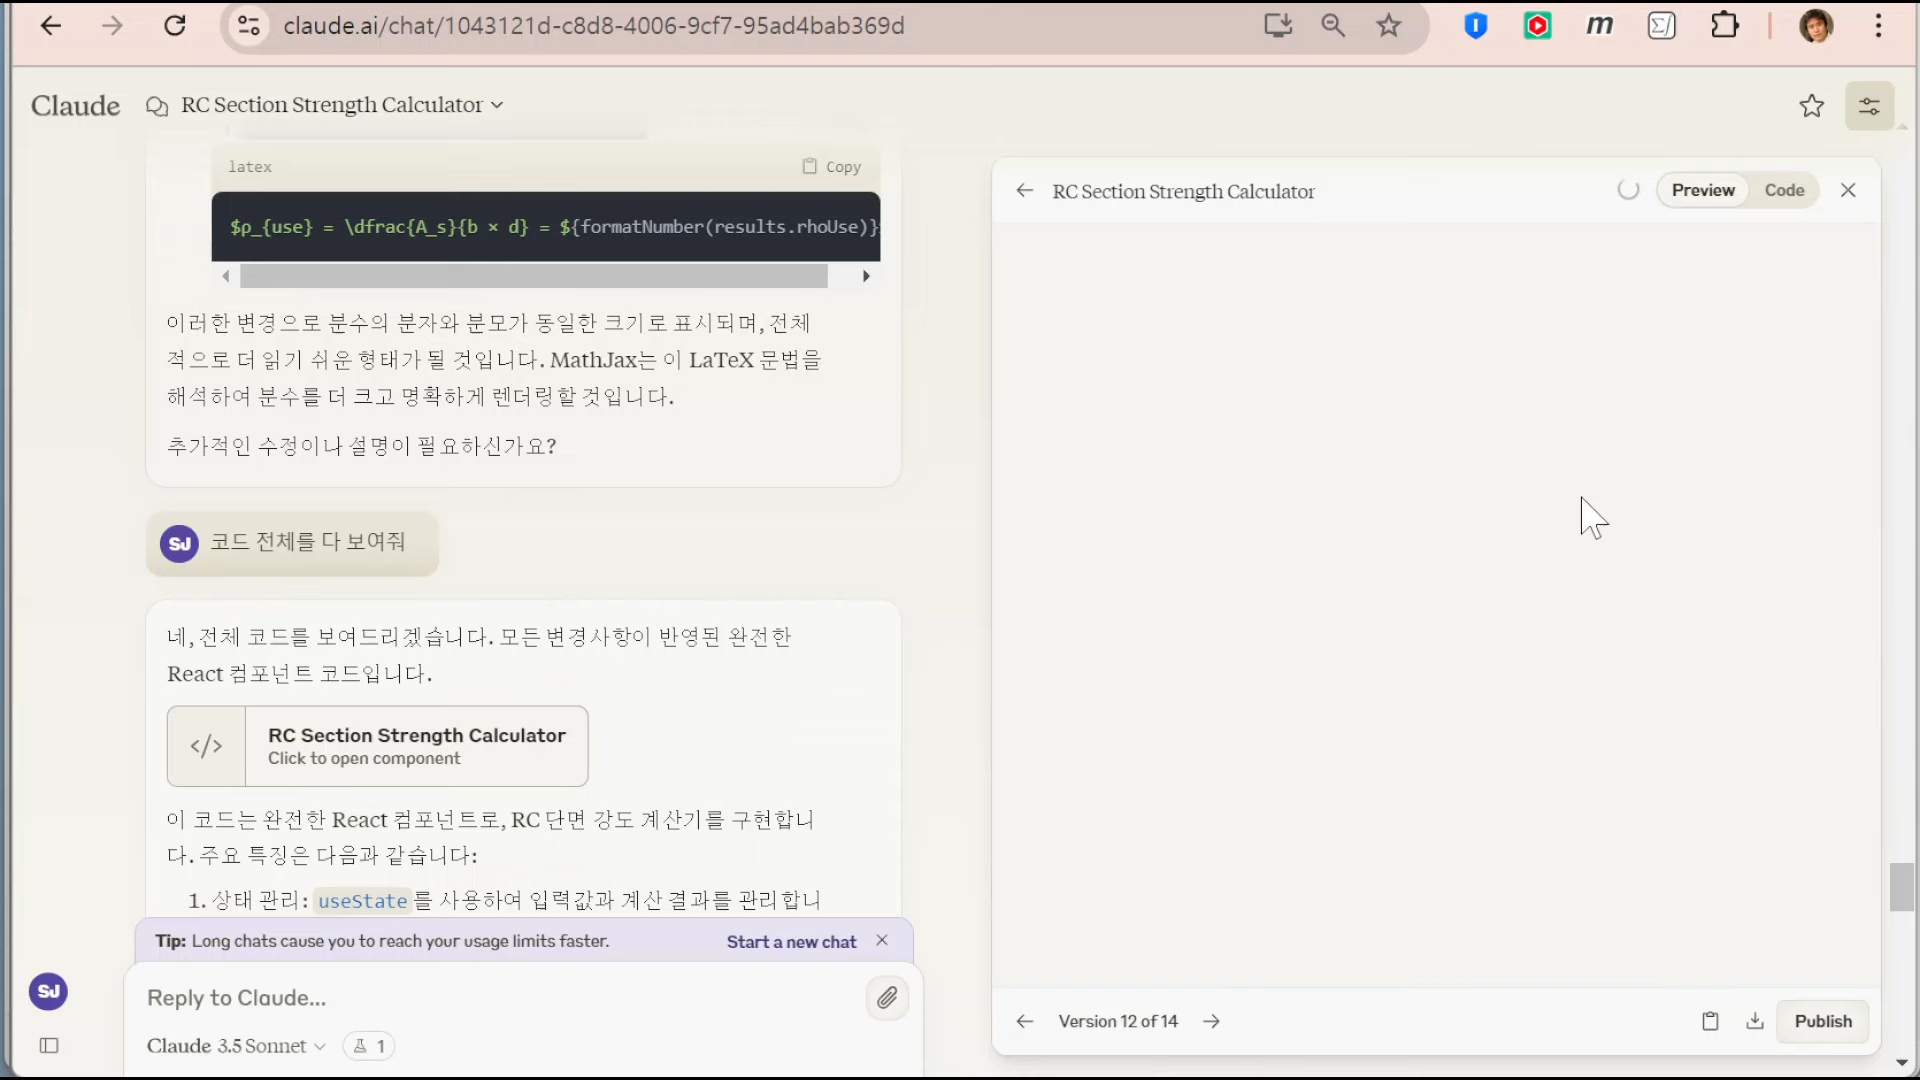 claude.ai/chat/1043121d-c8d8-4006-9cf7-95ad4bab369d
Claude
RC Section Strength Calculator
latex
Copy
$ρ_{use} = \dfrac{A_s}{b × d} = ${formatNumber(results.rhoUse)}
이러한 변경으로 분수의 분자와 분모가 동일한 크기로 표시되며, 전체
적으로 더 읽기 쉬운 형태가 될 것입니다. MathJax는 이 LaTeX 문법을
해석하여 분수를 더 크고 명확하게 렌더링할 것입니다.
추가적인 수정이나 설명이 필요하신가요?
SJ
코드 전체를 다 보여줘
네, 전체 코드를 보여드리겠습니다. 모든 변경사항이 반영된 완전한
React 컴포넌트 코드입니다.
</>
RC Section Strength Calculator
Click to open component
이 코드는 완전한 React 컴포넌트로, RC 단면 강도 계산기를 구현합니
다. 주요 특징은 다음과 같습니다:
1. 상태 관리: useState를 사용하여 입력값과 계산 결과를 관리합니
Tip: Long chats cause you to reach your usage limits faster.
Start a new chat
SJ
Reply to Claude...
Claude 3.5 Sonnet
1
RC Section Strength Calculator
Preview
Code
Version 12 of 14
Publish